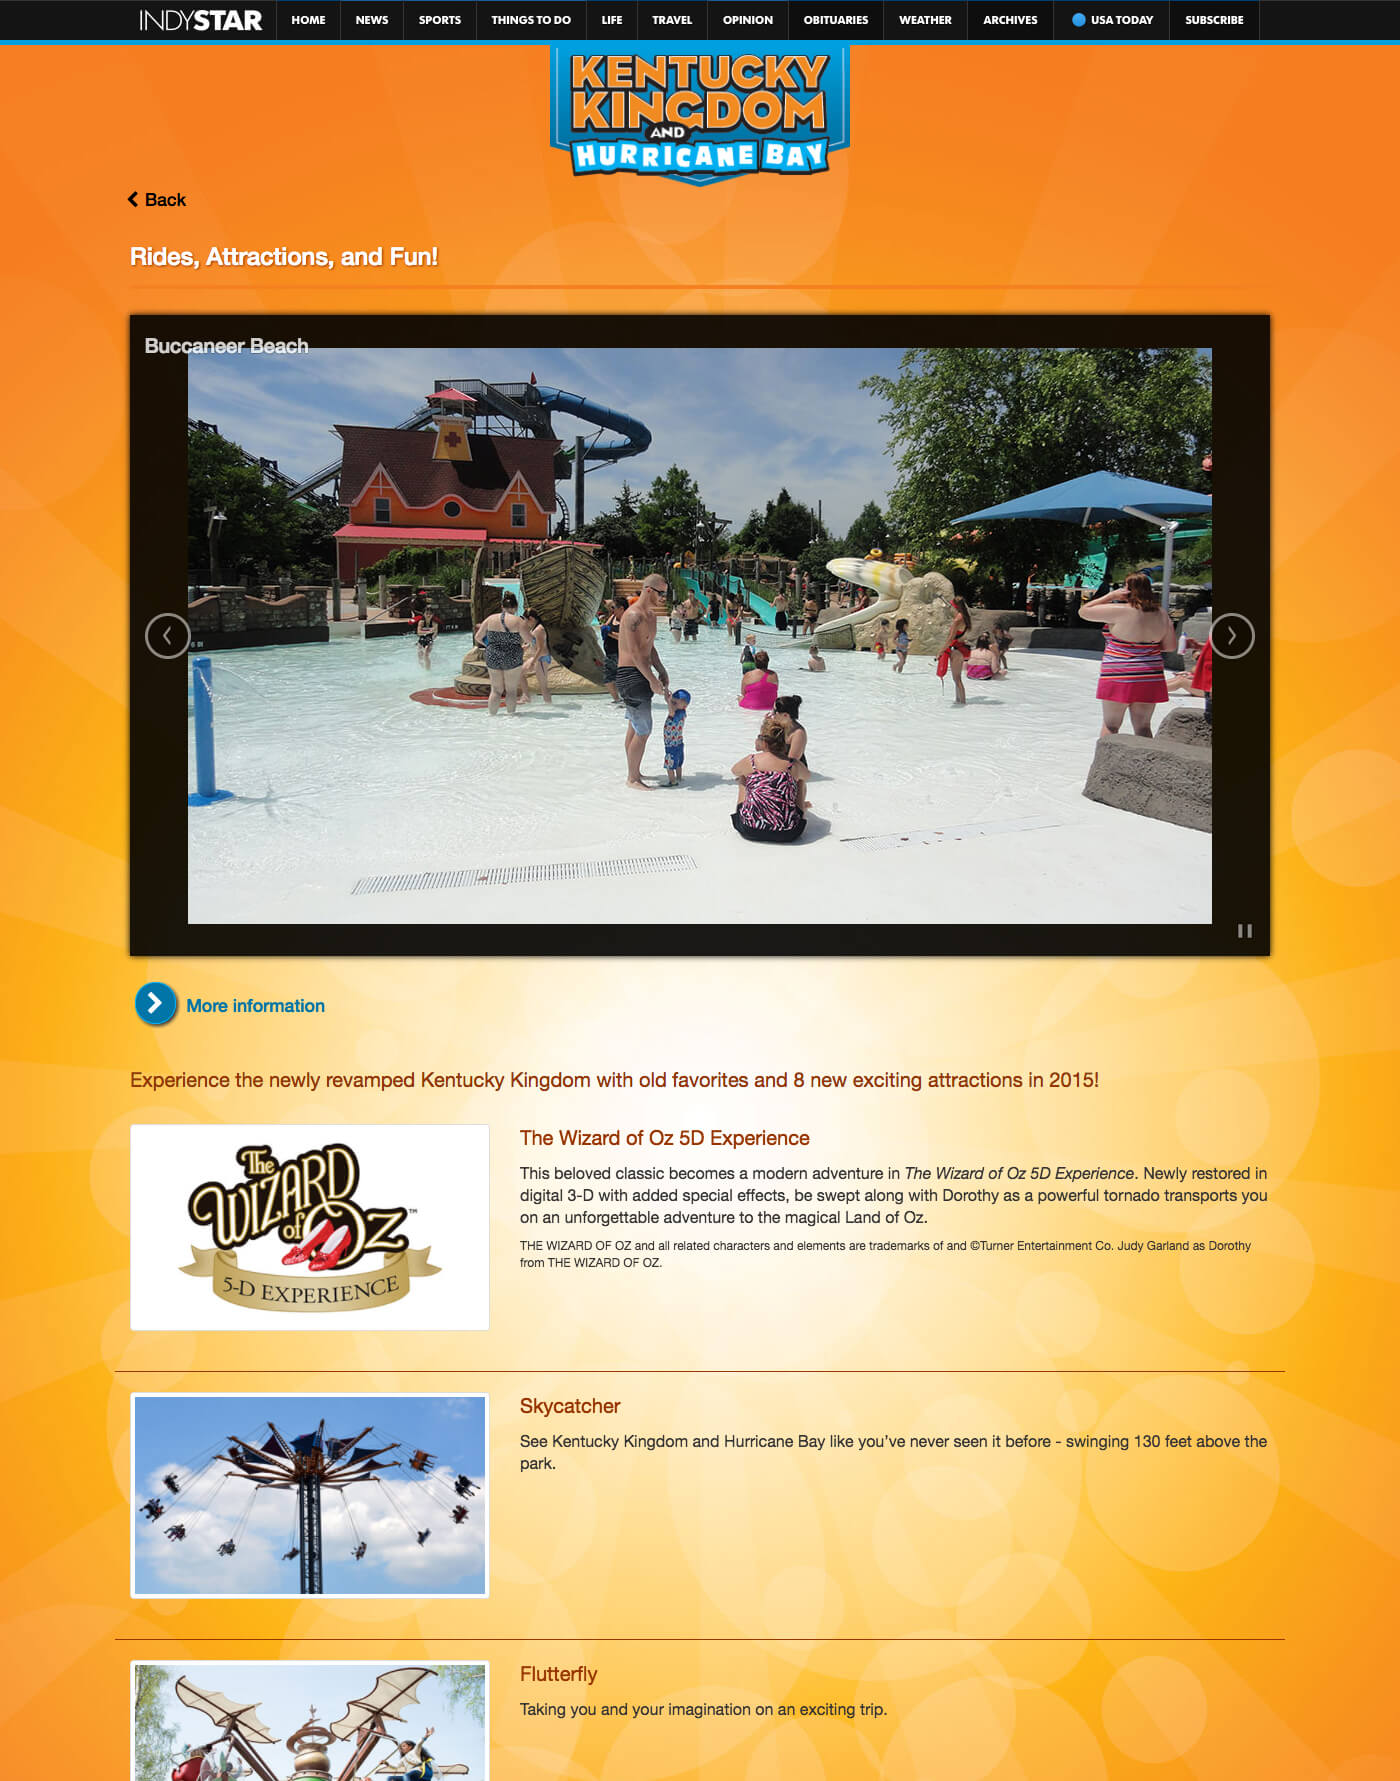 INDYSTAR HOME NEWS SPORTS THINGS TO DO LIFE TRAVEL OPINION OBITUARIES WEATHER ARCHIVES USA TODAY SUBSCRIBE
KENTUCKY
KINGDOM
AND
HURRICANE BAY
Back
Rides, Attractions, and Fun!
Buccaneer Beach
More information
Experience the newly revamped Kentucky Kingdom with old favorites and 8 new exciting attractions in 2015!
The
WIZARD
of OZ™
5-D EXPERIENCE
The Wizard of Oz 5D Experience
This beloved classic becomes a modern adventure in The Wizard of Oz 5D Experience. Newly restored in
digital 3-D with added special effects, be swept along with Dorothy as a powerful tornado transports you
on an unforgettable adventure to the magical Land of Oz.
THE WIZARD OF OZ and all related characters and elements are trademarks of and ©Turner Entertainment Co. Judy Garland as Dorothy
from THE WIZARD OF OZ.
Skycatcher
See Kentucky Kingdom and Hurricane Bay like you’ve never seen it before - swinging 130 feet above the
park.
Flutterfly
Taking you and your imagination on an exciting trip.